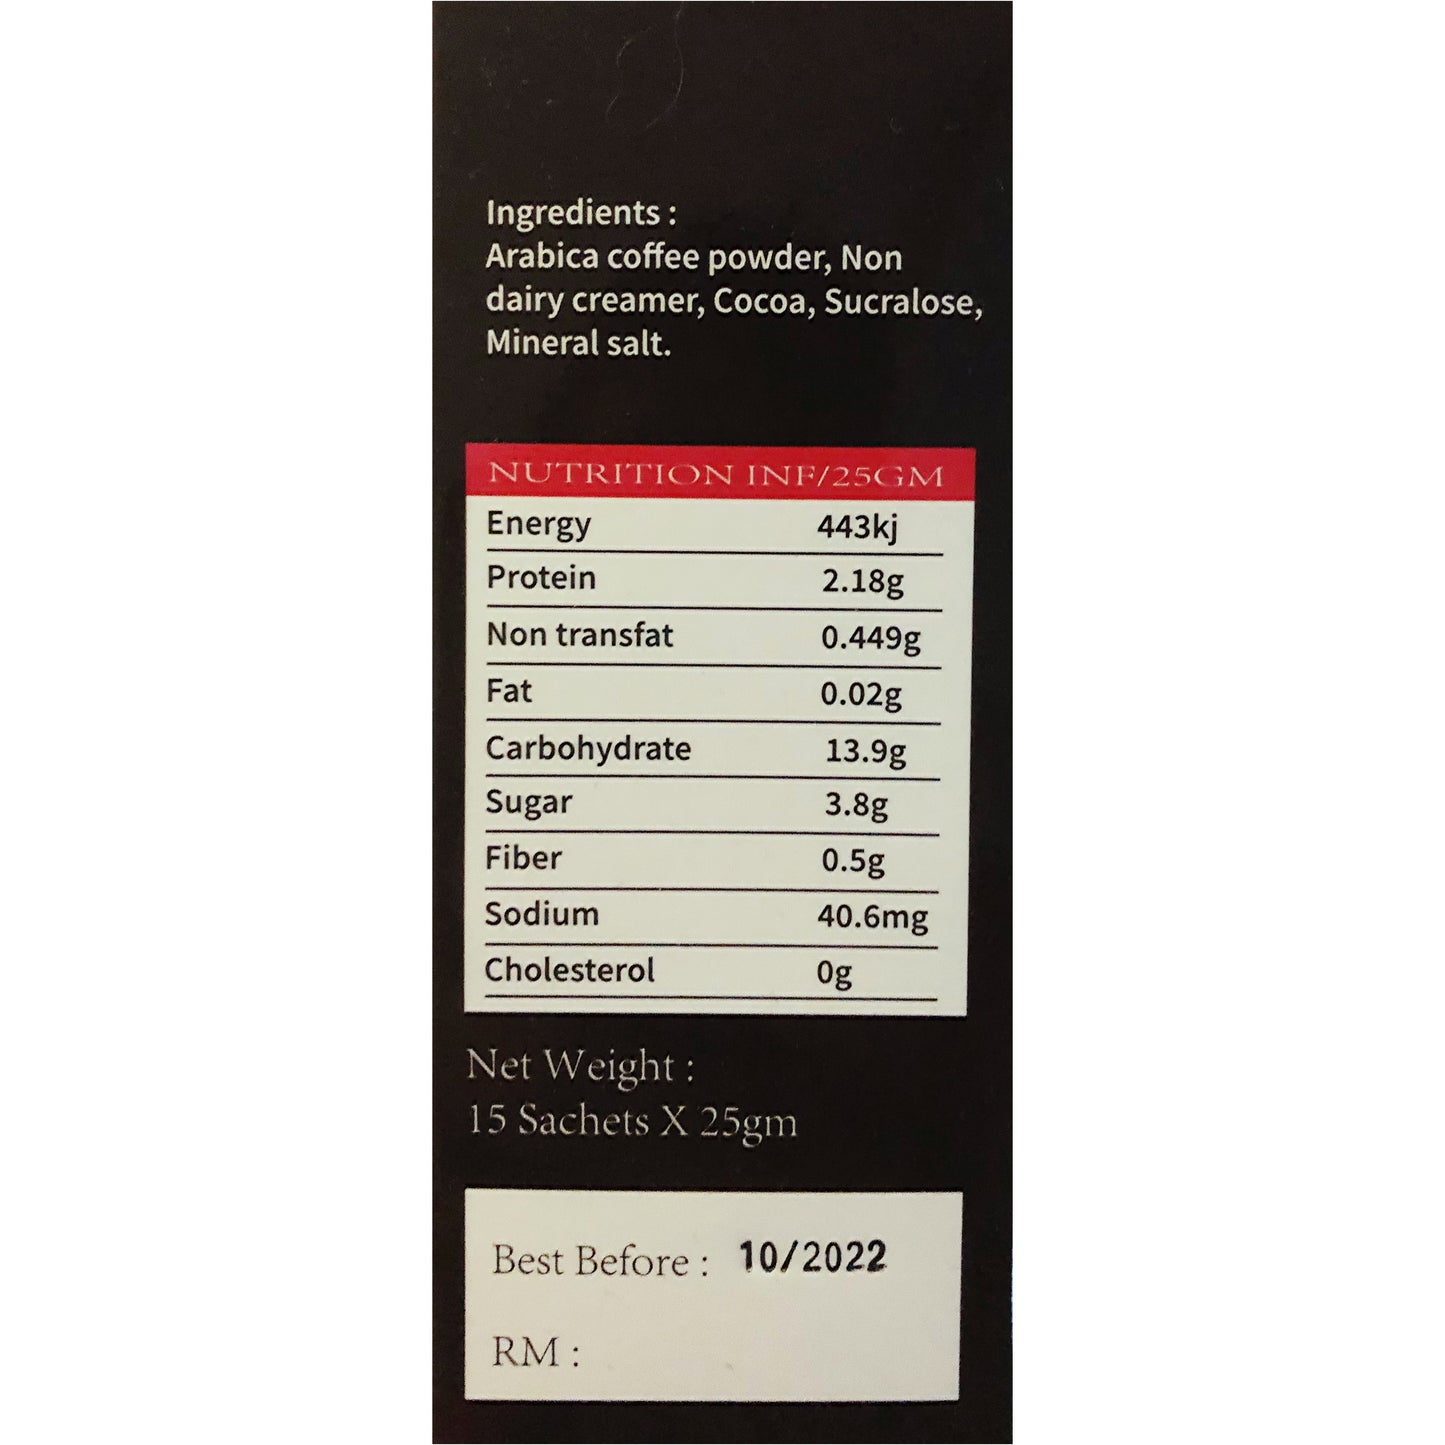 Ingredients :
Arabica coffee powder, Non
dairy creamer, Cocoa, Sucralose,
Mineral salt.
NUTRITION INF/25GM
Energy 443kj
Protein 2.18g
Non transfat 0.449g
Fat 0.02g
Carbohydrate 13.9g
Sugar 3.8g
Fiber 0.5g
Sodium 40.6mg
Cholesterol 0g
Net Weight :
15 Sachets X 25gm
Best Before : 10/2022
RM :